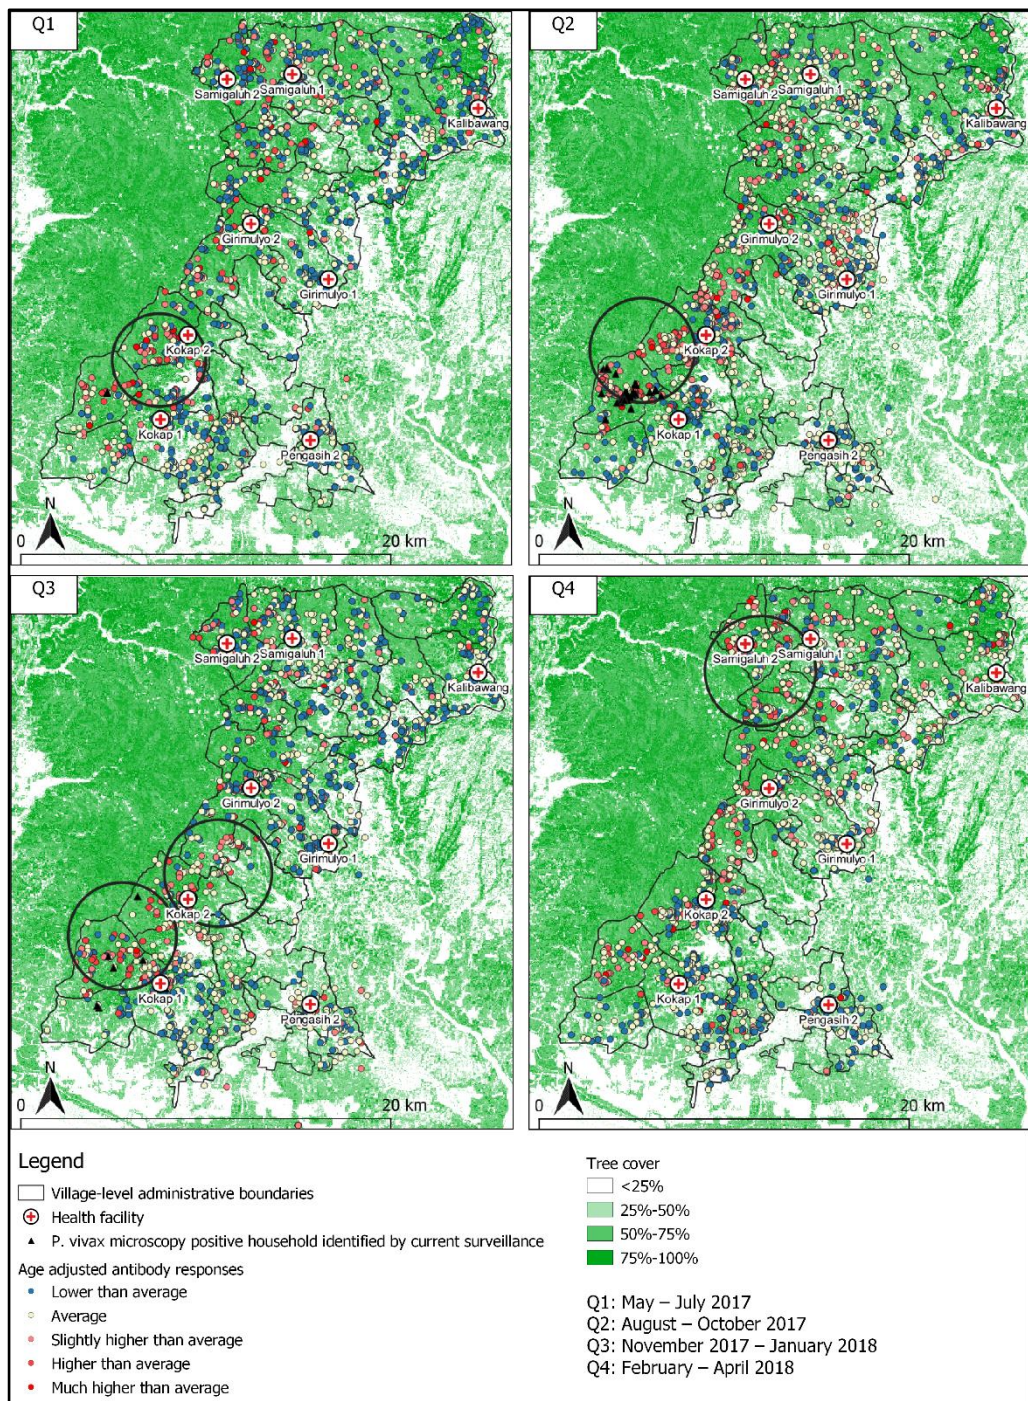 Q1
Samigaluh 2
Samigaluh 1
Kalibawang
Girimulyo 2
Girimulyo 1
Kokap 2
Kokap 1
Pengasih 2
N
0
20 km
Q2
Samigaluh 2
Samigaluh 1
Kalibawang
Girimulyo 2
Girimulyo 1
Kokap 2
Kokap 1
Pengasih 2
N
0
20 km
Q3
Samigaluh 2
Samigaluh 1
Kalibawang
Girimulyo 2
Girimulyo 1
Kokap 2
Kokap 1
Pengasih 2
N
0
20 km
Q4
Samigaluh 2
Samigaluh 1
Kalibawang
Girimulyo 2
Girimulyo 1
Kokap 2
Kokap 1
Pengasih 2
N
0
20 km
Legend
Village-level administrative boundaries
Health facility
P. vivax microscopy positive household identified by current surveillance
Age adjusted antibody responses
Lower than average
Average
Slightly higher than average
Higher than average
Much higher than average
Tree cover
<25%
25%-50%
50%-75%
75%-100%
Q1: May – July 2017
Q2: August – October 2017
Q3: November 2017 – January 2018
Q4: February – April 2018